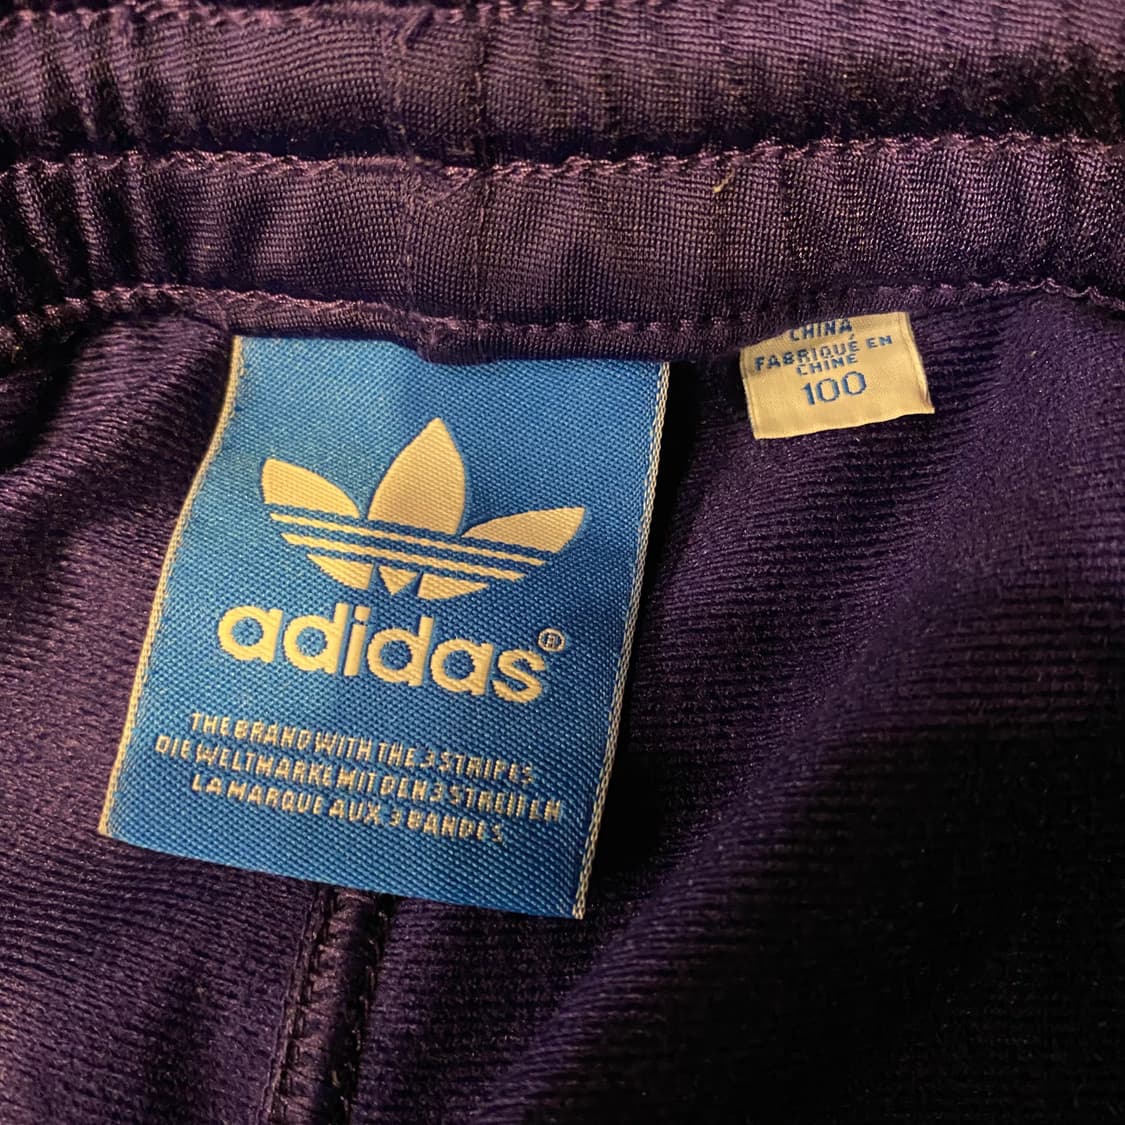 adidas®
THE BRAND WITH THE 3 STRIPES
DIE WELTMARKE MIT DEN 3 STREIFEN
LA MARQUE AUX 3 BANDES
CHINA
FABRIQUÉ EN
CHINE
100